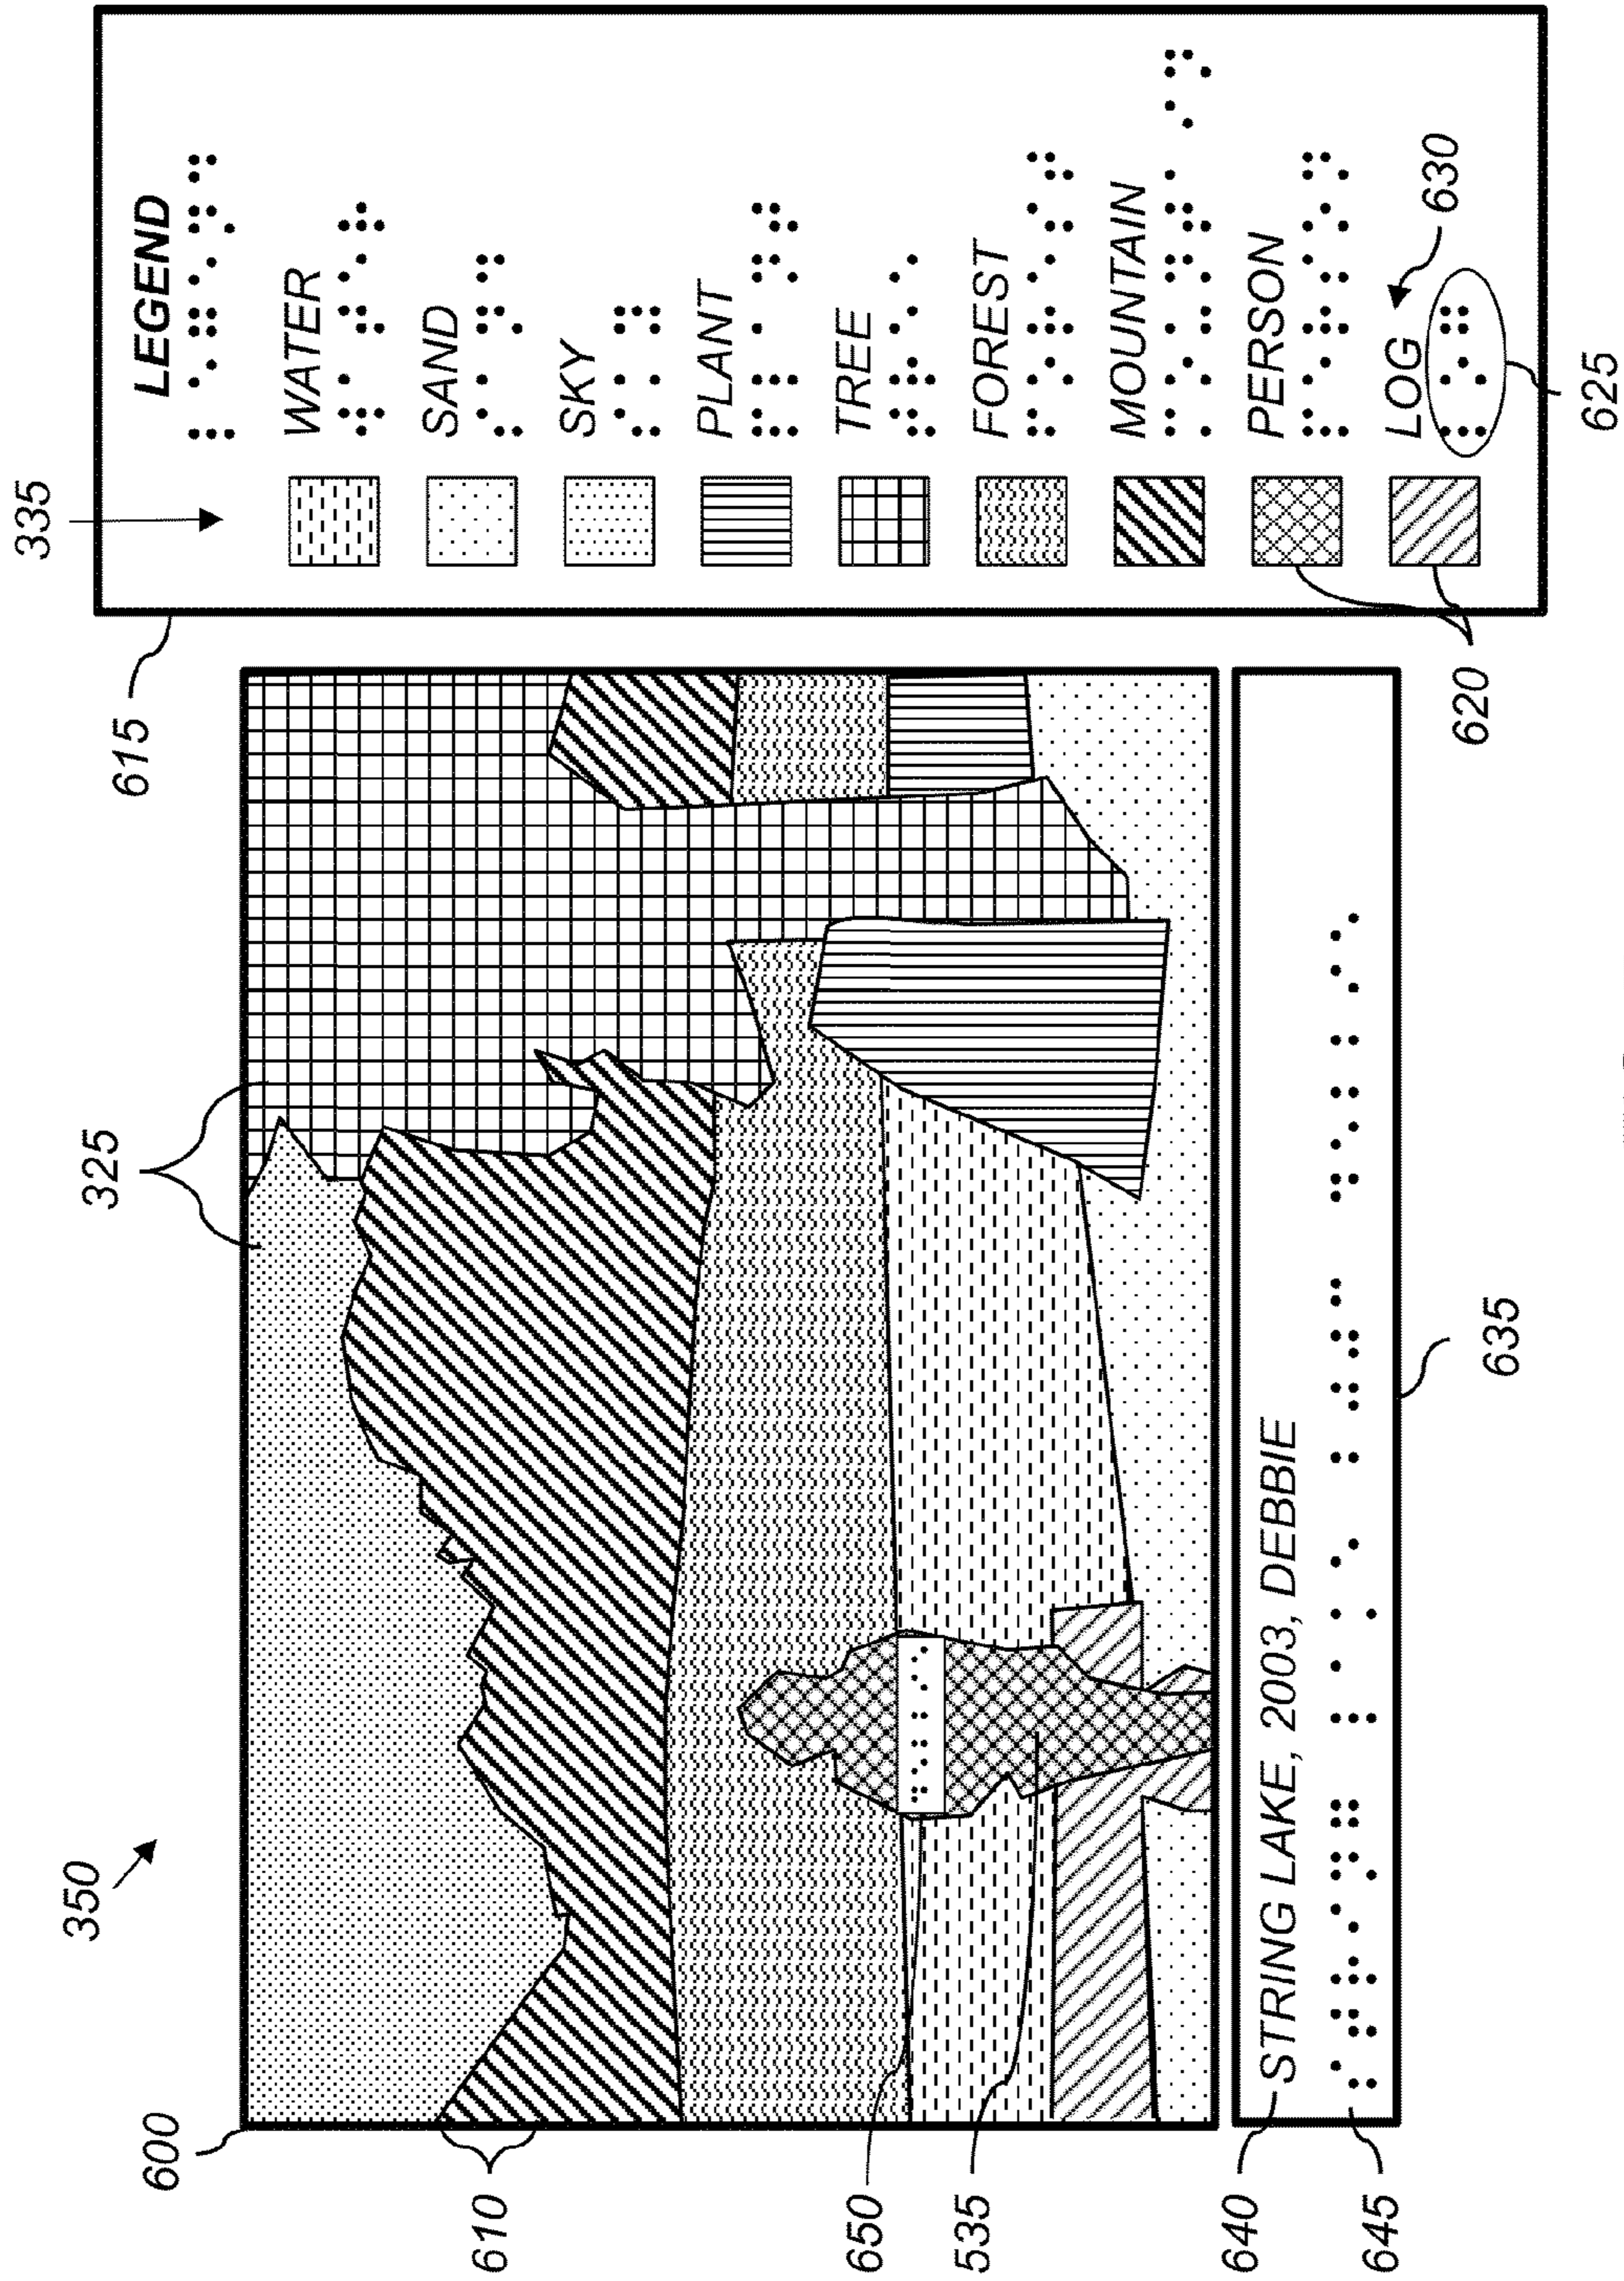 335
350
325
615
600
LEGEND
WATER
SAND
SKY
PLANT
TREE
FOREST
MOUNTAIN
PERSON
LOG
630
625
620
610
650
535
640
STRING LAKE, 2003, DEBBIE
645
635